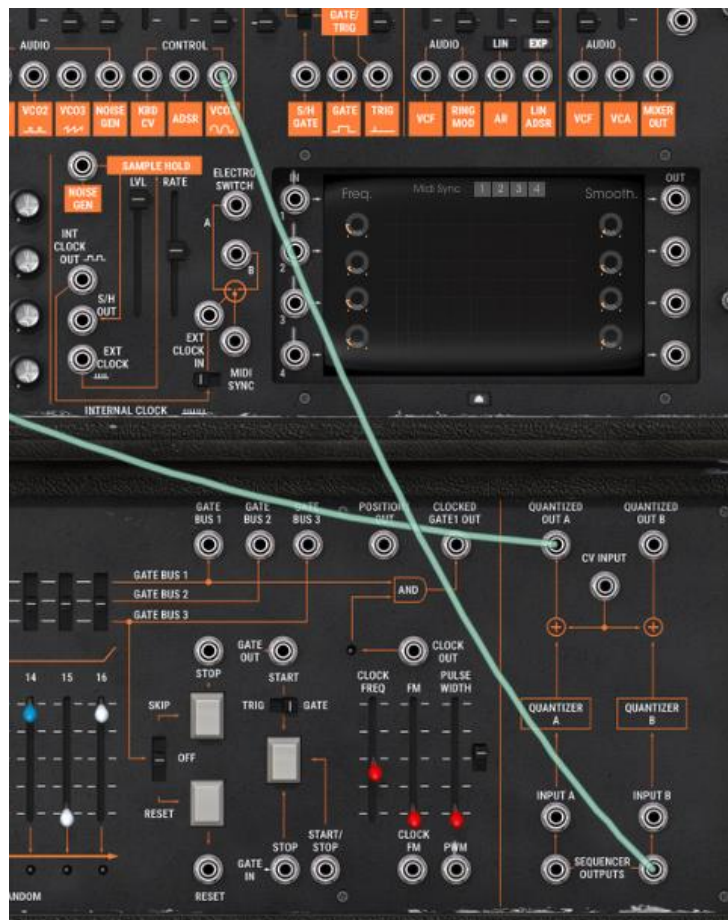 GATE/
TRIG
AUDIO
CONTROL
AUDIO
LIN
EXP
AUDIO
VCO2
VCO3
NOISE
GEN
KBD
CV
ADSR
S/H
GATE
GATE
TRIG
VCF
RING
MOD
AR
LIN
ADSR
VCF
VCA
MIXER
OUT
NOISE
GEN
SAMPLE HOLD
LVL
RATE
ELECTRO
SWITCH
A
B
INT
CLOCK
OUT
S/H
OUT
EXT
CLOCK
EXT
CLOCK
IN
MIDI
SYNC
INTERNAL CLOCK
IN
1
2
3
4
Freq.
Midi Sync
1 2 3 4
Smooth.
OUT
GATE
BUS 1
GATE
BUS 2
BUS 3
POSITION
OUT
CLOCKED
GATE1 OUT
QUANTIZED
OUT A
QUANTIZED
OUT B
CV INPUT
GATE BUS 1
GATE BUS 2
GATE BUS 3
AND
14
15
16
STOP
GATE
OUT
START
CLOCK
OUT
SKIP
OFF
RESET
TRIG
GATE
CLOCK
FREQ
FM
PULSE
WIDTH
QUANTIZER
A
QUANTIZER
B
INPUT A
INPUT B
STOP
START/
STOP
CLOCK
FM
PWM
GATE
IN
RESET
SEQUENCER
OUTPUTS